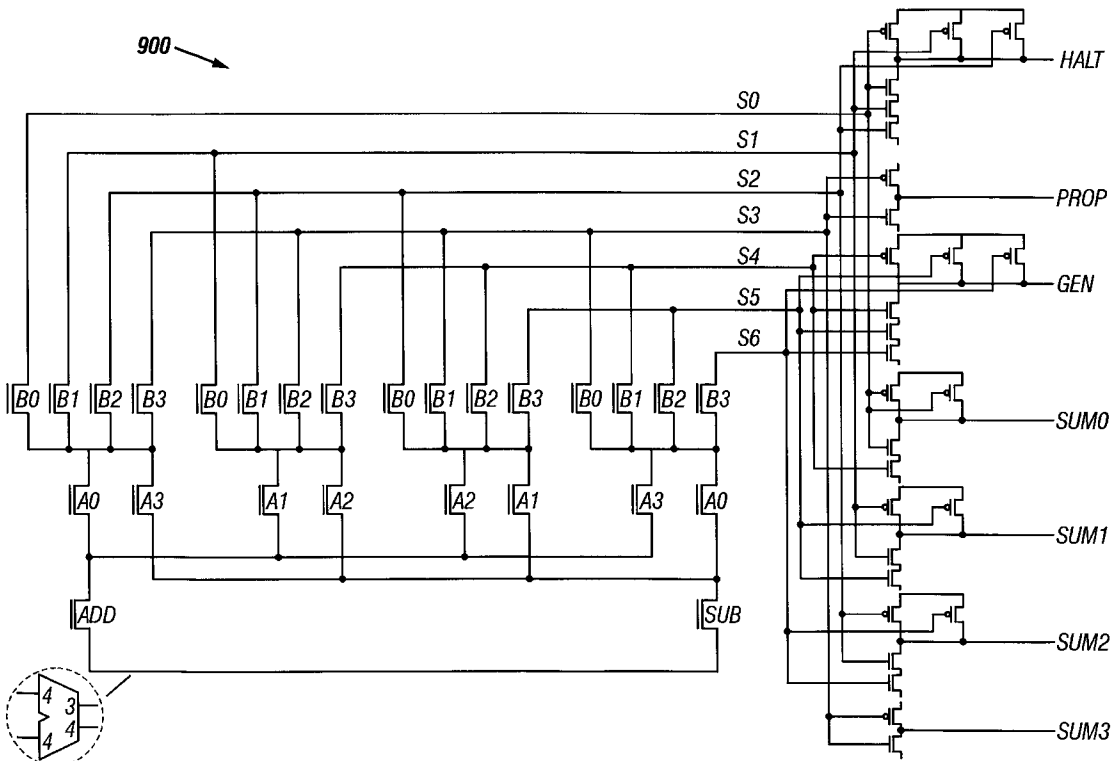 900
HALT
S0
S1
S2
PROP
S3
S4
GEN
S5
S6
B0 B1 B2 B3 B0 B1 B2 B3 B0 B1 B2 B3 B0 B1 B2 B3
SUM0
A0 A3 A1 A2 A2 A1 A3 A0
SUM1
ADD SUB
SUM2
4 3
4 4
SUM3